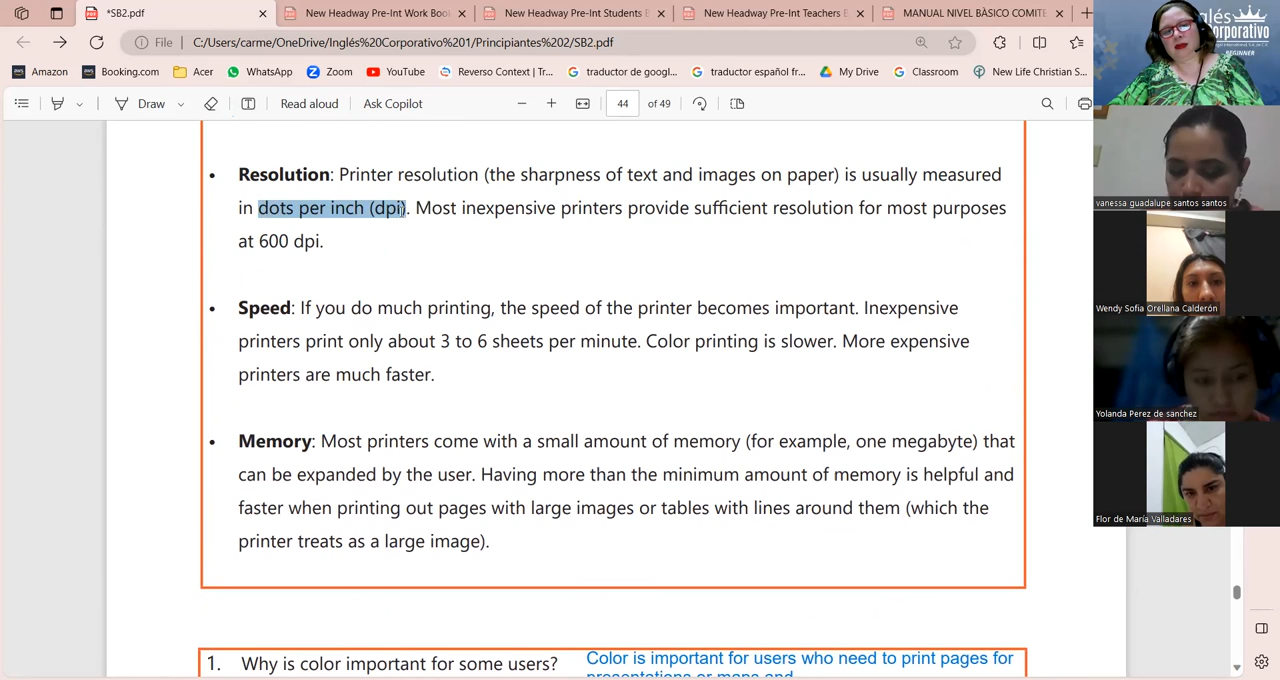 *SB2.pdf
New Headway Pre-Int Work Boo
New Headway Pre-Int Students B
New Headway Pre-Int Teachers E
MANUAL NIVEL BÀSICO COMITE
File
C:/Users/carme/OneDrive/Inglés%20Corporativo%201/Principiantes%202/SB2.pdf
Amazon
Booking.com
Acer
WhatsApp
Zoom
YouTube
Reverso Context | Tr...
traductor de googl...
traductor español fr...
My Drive
Classroom
New Life Christian S...
Draw
Read aloud
Ask Copilot
44
of 49
• Resolution: Printer resolution (the sharpness of text and images on paper) is usually measured
in dots per inch (dpi). Most inexpensive printers provide sufficient resolution for most purposes
at 600 dpi.
• Speed: If you do much printing, the speed of the printer becomes important. Inexpensive
printers print only about 3 to 6 sheets per minute. Color printing is slower. More expensive
printers are much faster.
• Memory: Most printers come with a small amount of memory (for example, one megabyte) that
can be expanded by the user. Having more than the minimum amount of memory is helpful and
faster when printing out pages with large images or tables with lines around them (which the
printer treats as a large image).
1. Why is color important for some users?
Color is important for users who need to print pages for
presentations or maps and
BEGINNER
vanessa guadalupe santos santos
Wendy Sofia Orellana Calderón
Yolanda Perez de sanchez
Flor de María Valladares